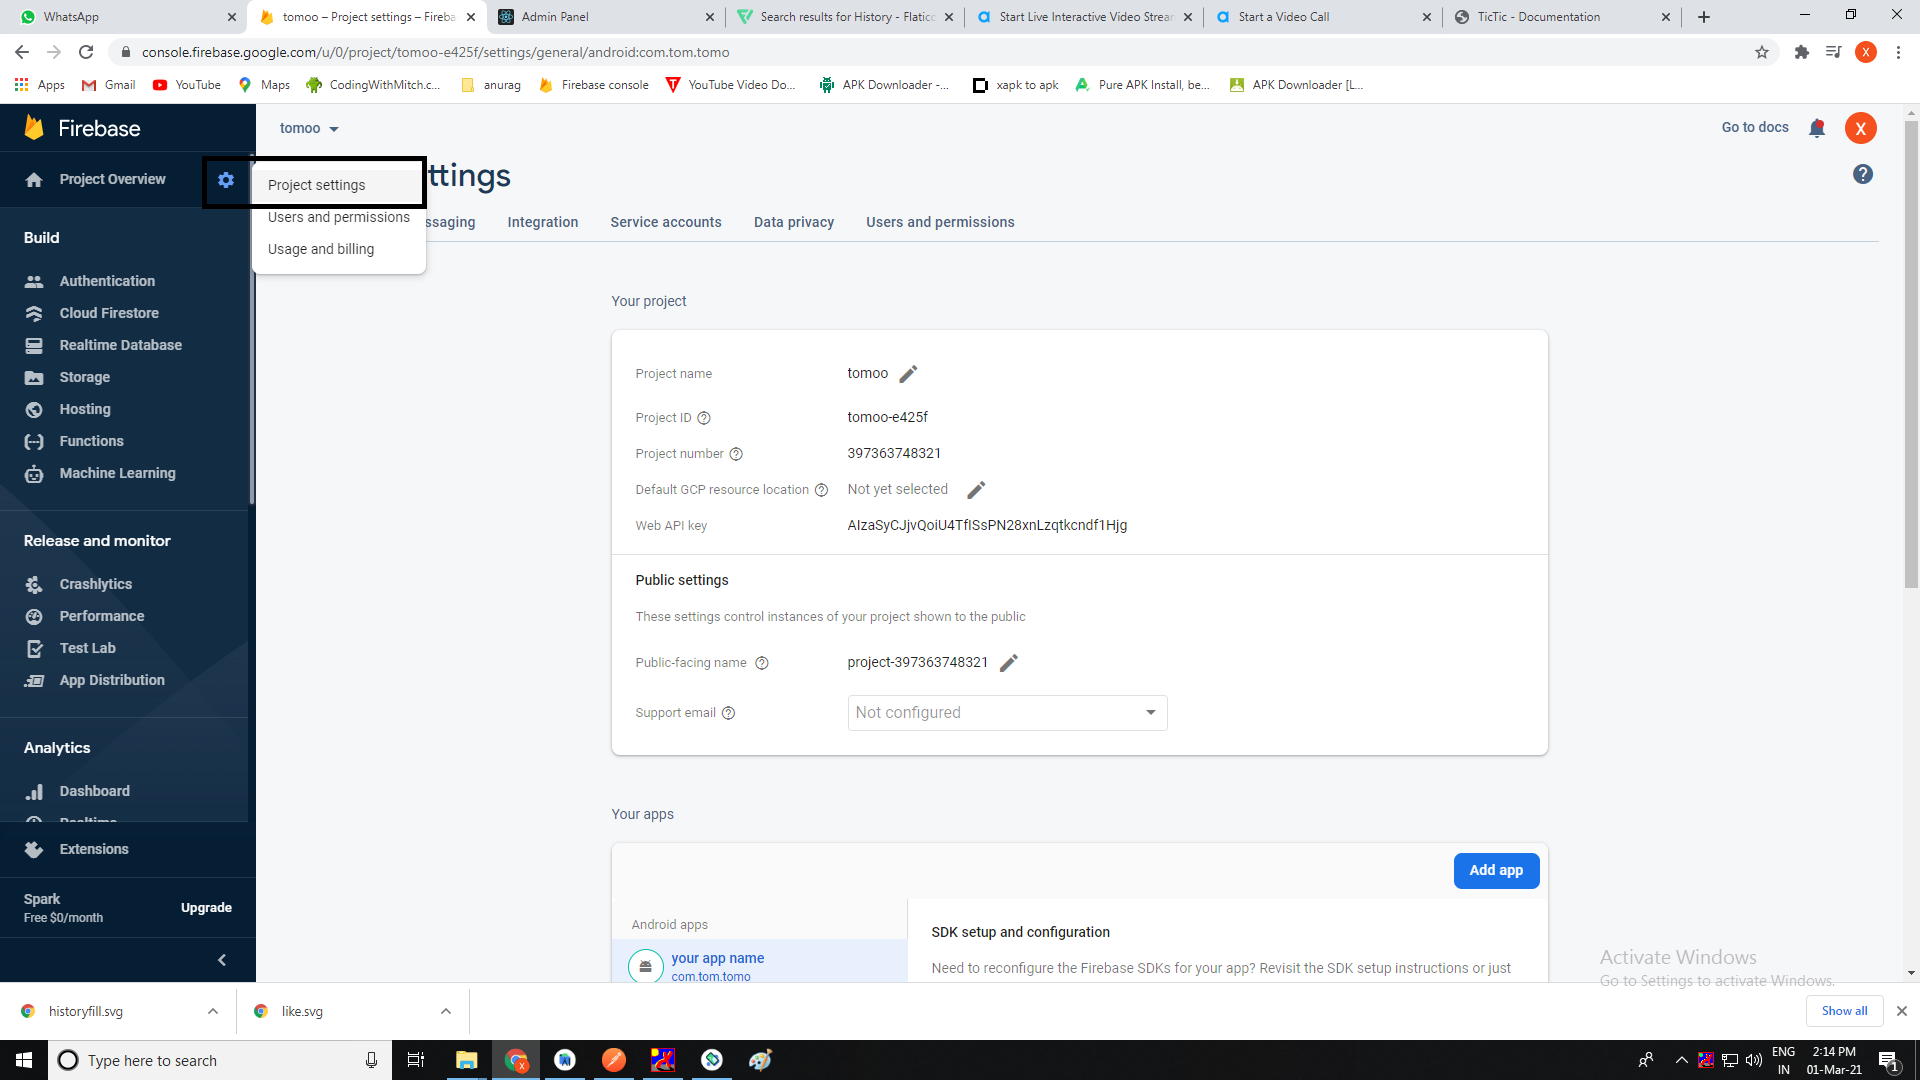 WhatsApp
tomoo – Project settings – Fireba
Admin Panel
Search results for History - Flatic
Start Live Interactive Video Strea
Start a Video Call
TicTic - Documentation
console.firebase.google.com/u/0/project/tomoo-e425f/settings/general/android:com.tom.tomo
X
Apps
Gmail
YouTube
Maps
CodingWithMitch.c...
anurag
Firebase console
YouTube Video Do...
APK Downloader -...
xapk to apk
Pure APK Install, be...
APK Downloader [L...
Firebase
tomoo
Go to docs
X
Project Overview
Project settings
ttings
Users and permissions
Usage and billing
ssaging
Integration
Service accounts
Data privacy
Users and permissions
Build
Authentication
Cloud Firestore
Realtime Database
Storage
Hosting
Functions
Machine Learning
Release and monitor
Crashlytics
Performance
Test Lab
App Distribution
Analytics
Dashboard
Realtime
Extensions
Spark
Free $0/month
Upgrade
Your project
Project name
tomoo
Project ID
tomoo-e425f
Project number
397363748321
Default GCP resource location
Not yet selected
Web API key
AIzaSyCJjvQoiU4TfISsPN28xnLzqtkcndf1Hjg
Public settings
These settings control instances of your project shown to the public
Public-facing name
project-397363748321
Support email
Not configured
Your apps
Add app
Android apps
your app name
com.tom.tomo
SDK setup and configuration
Need to reconfigure the Firebase SDKs for your app? Revisit the SDK setup instructions or just
Activate Windows
Go to Settings to activate Windows.
historyfill.svg
like.svg
Show all
Type here to search
ENG
IN
2:14 PM
01-Mar-21
1